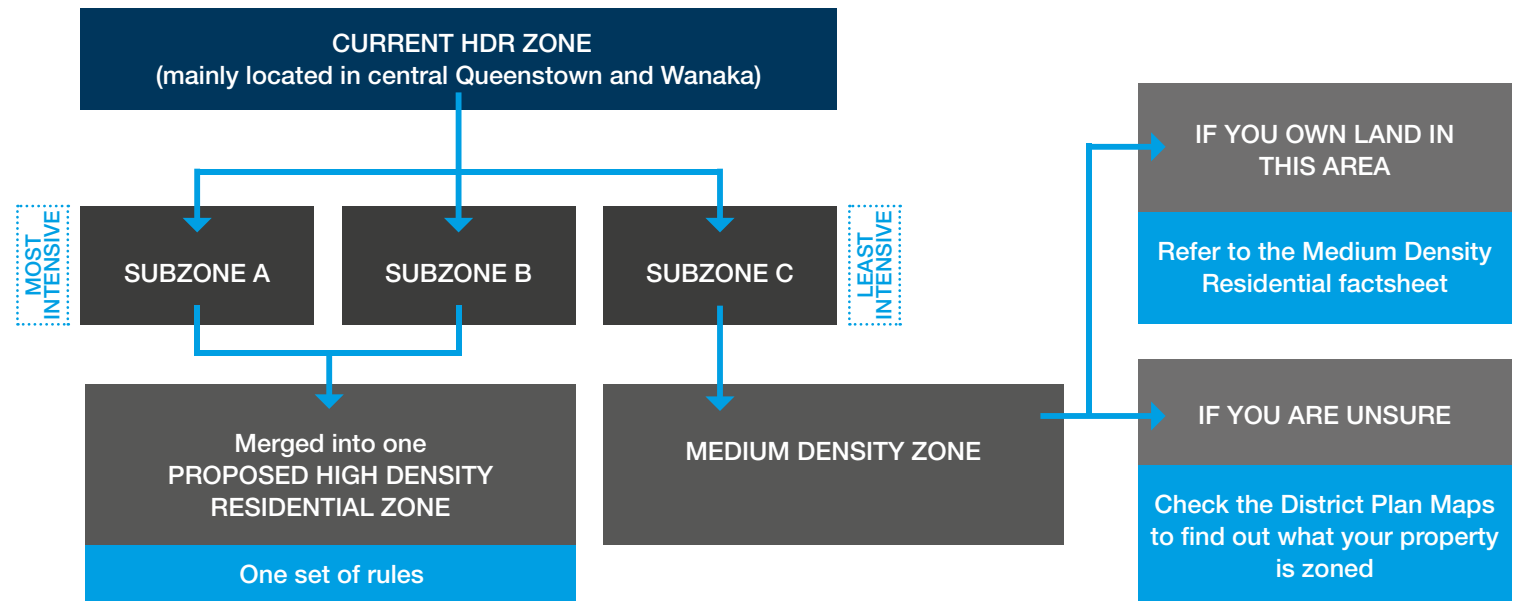 CURRENT HDR ZONE
(mainly located in central Queenstown and Wanaka)
MOST
INTENSIVE
SUBZONE A
SUBZONE B
SUBZONE C
LEAST
INTENSIVE
Merged into one
PROPOSED HIGH DENSITY
RESIDENTIAL ZONE
One set of rules
MEDIUM DENSITY ZONE
IF YOU OWN LAND IN
THIS AREA
Refer to the Medium Density
Residential factsheet
IF YOU ARE UNSURE
Check the District Plan Maps
to find out what your property
is zoned